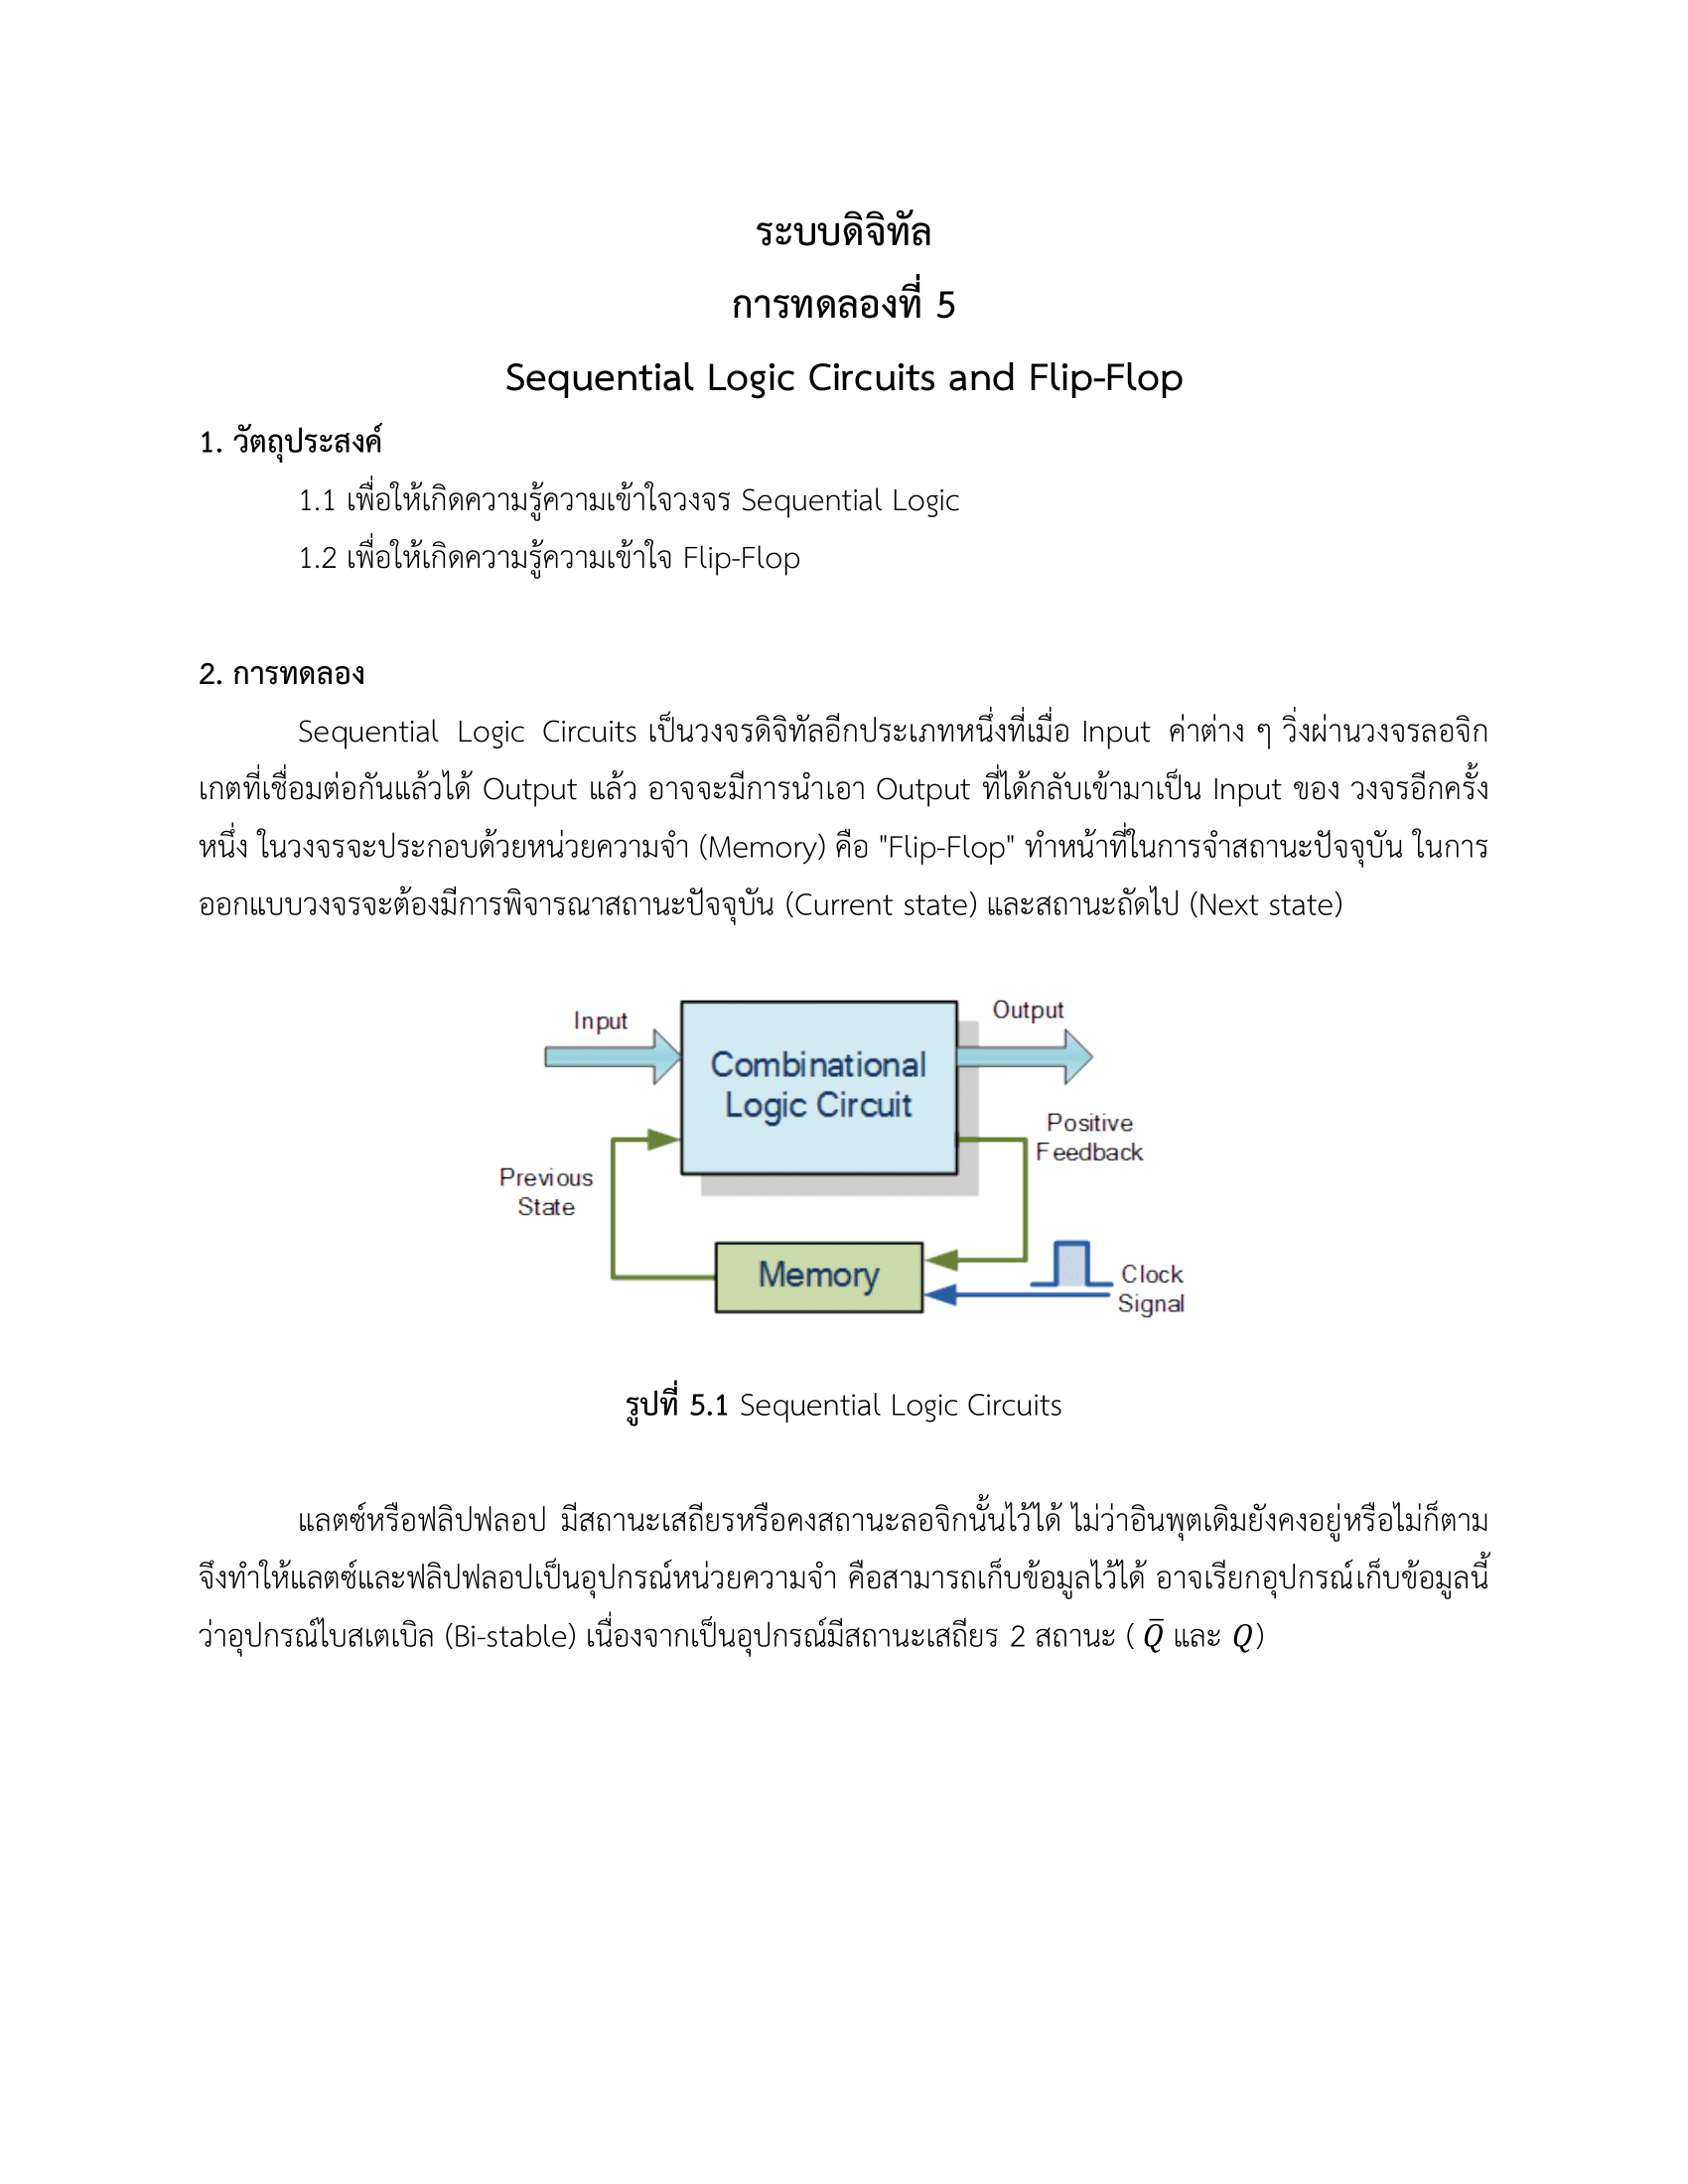 ระบบดิจิทัล
การทดลองที่ 5
Sequential Logic Circuits and Flip-Flop
1. วัตถุประสงค์
1.1 เพื่อให้เกิดความรู้ความเข้าใจวงจร Sequential Logic
1.2 เพื่อให้เกิดความรู้ความเข้าใจ Flip-Flop
2. การทดลอง
Sequential Logic Circuits เป็นวงจรดิจิทัลอีกประเภทหนึ่งที่เมื่อ Input ค่าต่าง ๆ วิ่งผ่านวงจรลอจิก
เกตที่เชื่อมต่อกันแล้วได้ Output แล้ว อาจจะมีการนำเอา Output ที่ได้กลับเข้ามาเป็น Input ของ วงจรอีกครั้ง
หนึ่ง ในวงจรจะประกอบด้วยหน่วยความจำ (Memory) คือ "Flip-Flop" ทำหน้าที่ในการจำสถานะปัจจุบัน ในการ
ออกแบบวงจรจะต้องมีการพิจารณาสถานะปัจจุบัน (Current state) และสถานะถัดไป (Next state)
Input
Output
Combinational
Logic Circuit
Positive
Feedback
Previous
State
Memory
Clock
Signal
รูปที่ 5.1 Sequential Logic Circuits
แลตช์หรือฟลิปฟลอป มีสถานะเสถียรหรือคงสถานะลอจิกนั้นไว้ได้ ไม่ว่าอินพุตเดิมยังคงอยู่หรือไม่ก็ตาม
จึงทำให้แลตช์และฟลิปฟลอปเป็นอุปกรณ์หน่วยความจำ คือสามารถเก็บข้อมูลไว้ได้ อาจเรียกอุปกรณ์เก็บข้อมูลนี้
ว่าอุปกรณ์ไบสเตเบิล (Bi-stable) เนื่องจากเป็นอุปกรณ์มีสถานะเสถียร 2 สถานะ ( Q̅ และ Q)